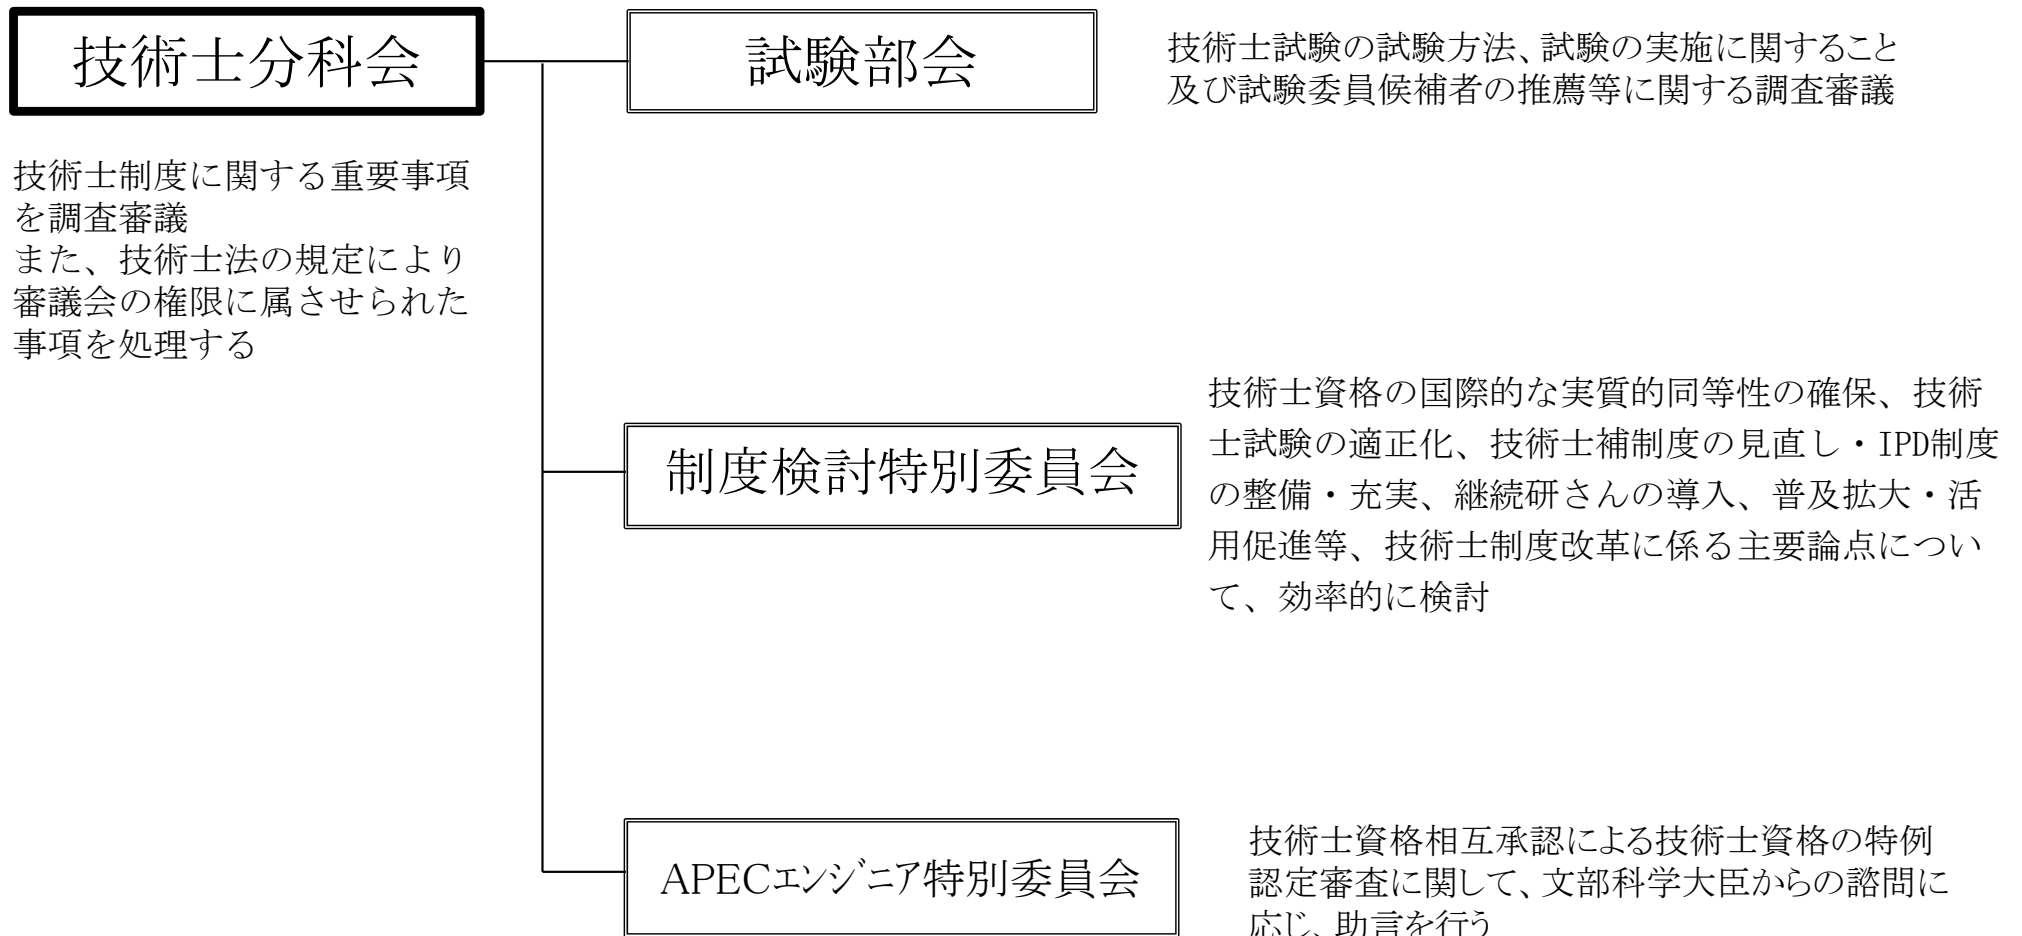 技術士分科会
技術士制度に関する重要事項
を調査審議
また、技術士法の規定により
審議会の権限に属させられた
事項を処理する
試験部会
技術士試験の試験方法、試験の実施に関すること
及び試験委員候補者の推薦等に関する調査審議
制度検討特別委員会
技術士資格の国際的な実質的同等性の確保、技術
士試験の適正化、技術士補制度の見直し・IPD制度
の整備・充実、継続研さんの導入、普及拡大・活
用促進等、技術士制度改革に係る主要論点につい
て、効率的に検討
APECエンジニア特別委員会
技術士資格相互承認による技術士資格の特例
認定審査に関して、文部科学大臣からの諮問に
応じ、助言を行う